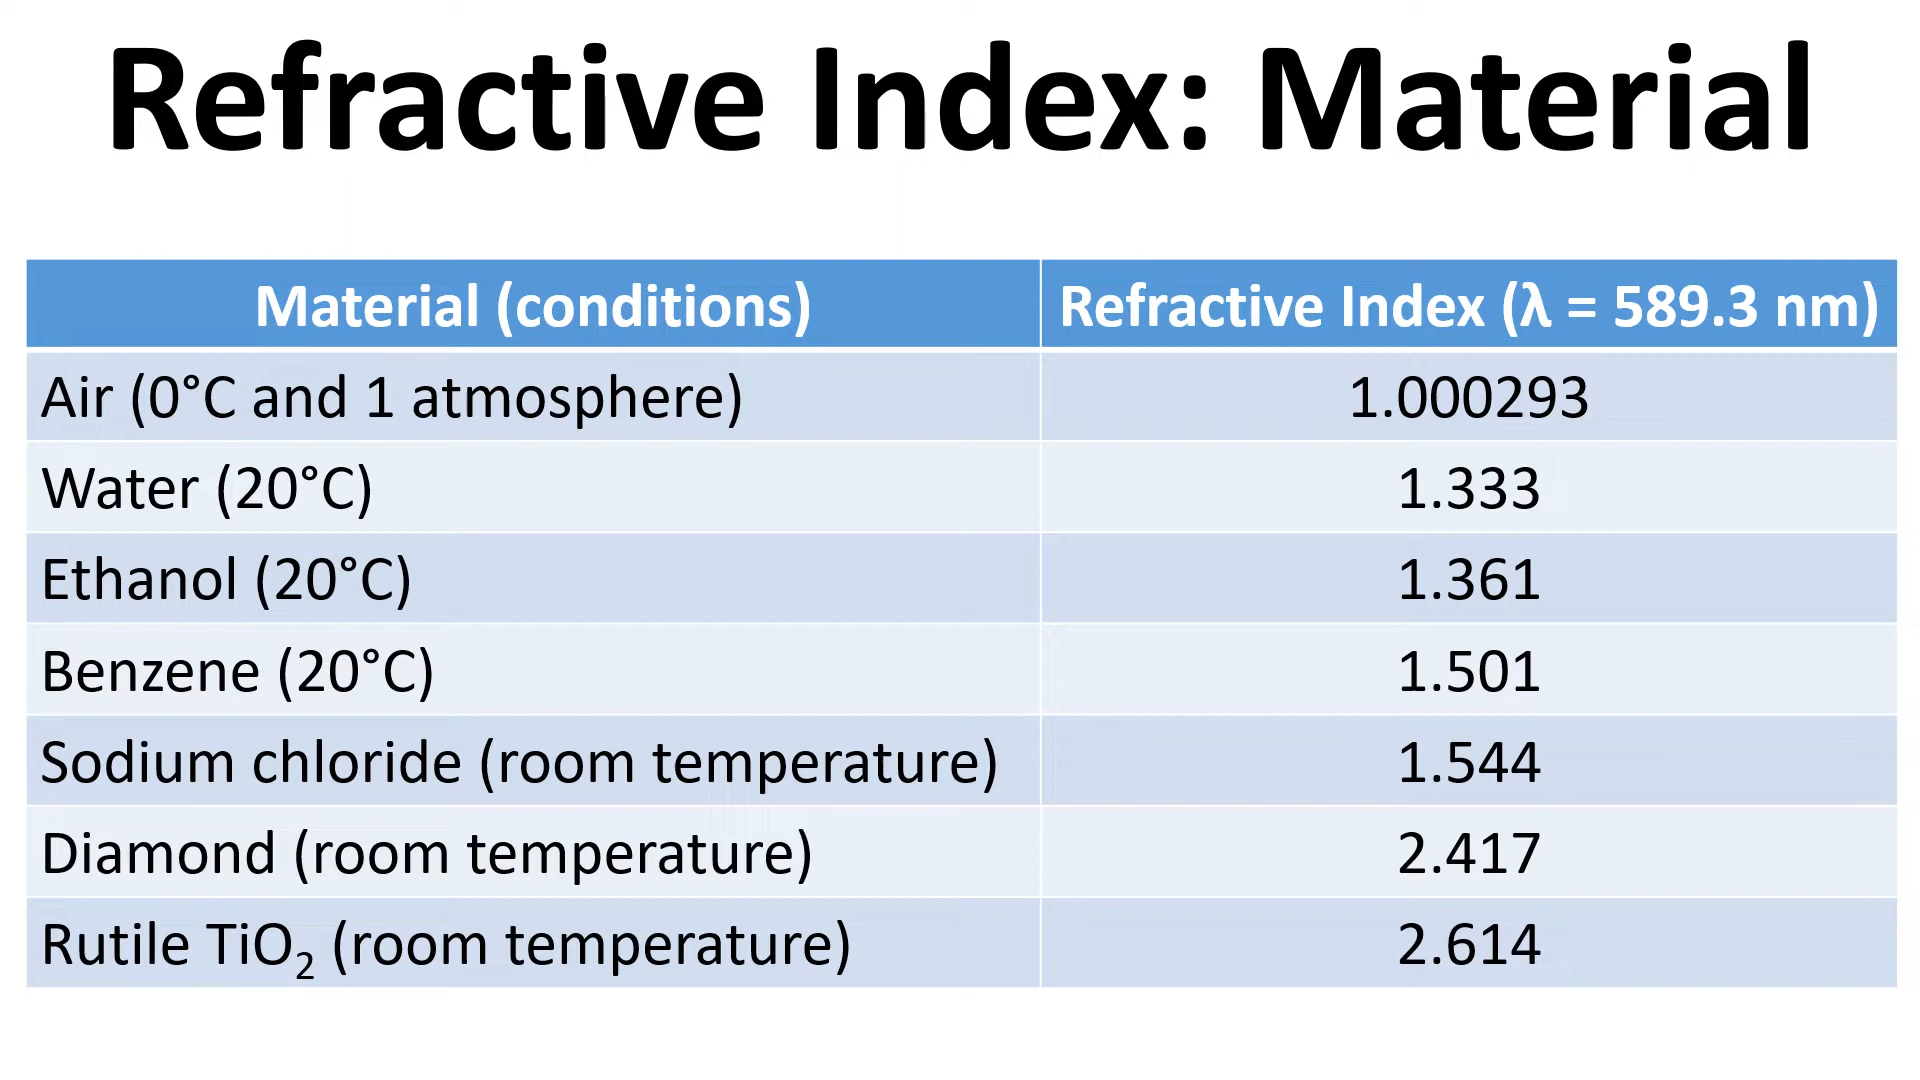 Refractive Index: Material
Material (conditions) Refractive Index (λ = 589.3 nm)
Air (0°C and 1 atmosphere) 1.000293
Water (20°C) 1.333
Ethanol (20°C) 1.361
Benzene (20°C) 1.501
Sodium chloride (room temperature) 1.544
Diamond (room temperature) 2.417
Rutile TiO₂ (room temperature) 2.614